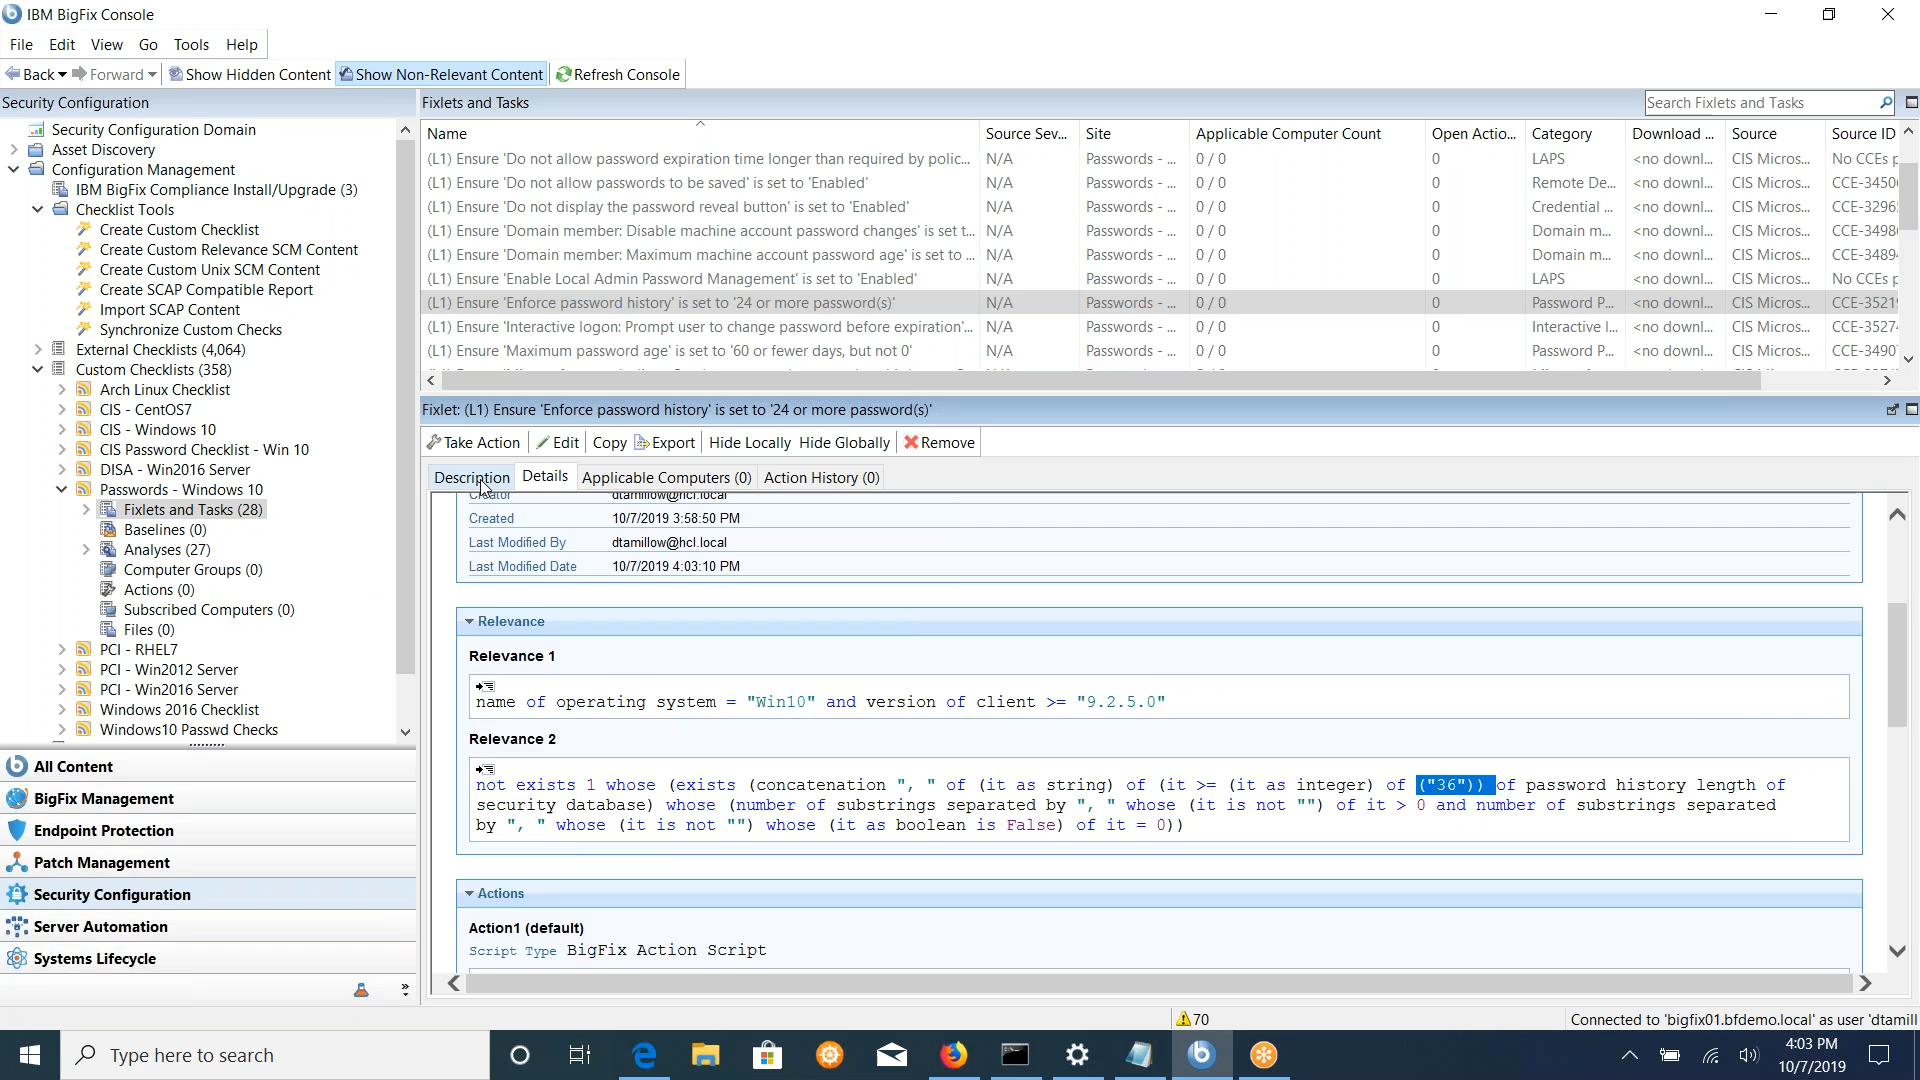 IBM BigFix Console
File Edit View Go Tools Help
Back Forward Show Hidden Content Show Non-Relevant Content Refresh Console
Security Configuration
Security Configuration Domain
Asset Discovery
Configuration Management
IBM BigFix Compliance Install/Upgrade (3)
Checklist Tools
Create Custom Checklist
Create Custom Relevance SCM Content
Create Custom Unix SCM Content
Create SCAP Compatible Report
Import SCAP Content
Synchronize Custom Checks
External Checklists (4,064)
Custom Checklists (358)
Arch Linux Checklist
CIS - CentOS7
CIS - Windows 10
CIS Password Checklist - Win 10
DISA - Win2016 Server
Passwords - Windows 10
Fixlets and Tasks (28)
Baselines (0)
Analyses (27)
Computer Groups (0)
Actions (0)
Subscribed Computers (0)
Files (0)
PCI - RHEL7
PCI - Win2012 Server
PCI - Win2016 Server
Windows 2016 Checklist
Windows10 Passwd Checks
All Content
BigFix Management
Endpoint Protection
Patch Management
Security Configuration
Server Automation
Systems Lifecycle
»
Fixlets and Tasks Search Fixlets and Tasks
Name Source Sev... Site Applicable Computer Count Open Actio... Category Download ... Source Source ID
(L1) Ensure 'Do not allow password expiration time longer than required by polic... N/A Passwords - ... 0 / 0 0 LAPS <no downl... CIS Micros... No CCEs p
(L1) Ensure 'Do not allow passwords to be saved' is set to 'Enabled' N/A Passwords - ... 0 / 0 0 Remote De... <no downl... CIS Micros... CCE-3450
(L1) Ensure 'Do not display the password reveal button' is set to 'Enabled' N/A Passwords - ... 0 / 0 0 Credential ... <no downl... CIS Micros... CCE-3296
(L1) Ensure 'Domain member: Disable machine account password changes' is set t... N/A Passwords - ... 0 / 0 0 Domain m... <no downl... CIS Micros... CCE-3498
(L1) Ensure 'Domain member: Maximum machine account password age' is set to ... N/A Passwords - ... 0 / 0 0 Domain m... <no downl... CIS Micros... CCE-3489
(L1) Ensure 'Enable Local Admin Password Management' is set to 'Enabled' N/A Passwords - ... 0 / 0 0 LAPS <no downl... CIS Micros... No CCEs p
(L1) Ensure 'Enforce password history' is set to '24 or more password(s)' N/A Passwords - ... 0 / 0 0 Password P... <no downl... CIS Micros... CCE-3521
(L1) Ensure 'Interactive logon: Prompt user to change password before expiration'... N/A Passwords - ... 0 / 0 0 Interactive l... <no downl... CIS Micros... CCE-3527
(L1) Ensure 'Maximum password age' is set to '60 or fewer days, but not 0' N/A Passwords - ... 0 / 0 0 Password P... <no downl... CIS Micros... CCE-3490
Fixlet: (L1) Ensure 'Enforce password history' is set to '24 or more password(s)'
Take Action Edit Copy Export Hide Locally Hide Globally Remove
Description Details Applicable Computers (0) Action History (0)
Creator dtamillow@hcl.local
Created 10/7/2019 3:58:50 PM
Last Modified By dtamillow@hcl.local
Last Modified Date 10/7/2019 4:03:10 PM
Relevance
Relevance 1
name of operating system = "Win10" and version of client >= "9.2.5.0"
Relevance 2
not exists 1 whose (exists (concatenation ", " of (it as string) of (it >= (it as integer) of ("36")) of password history length of
security database) whose (number of substrings separated by ", " whose (it is not "") of it > 0 and number of substrings separated
by ", " whose (it is not "") whose (it as boolean is False) of it = 0))
Actions
Action1 (default)
Script Type BigFix Action Script
70
Connected to 'bigfix01.bfdemo.local' as user 'dtamill
Type here to search
4:03 PM
10/7/2019